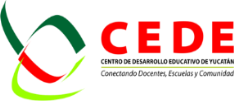 CEDE
CENTRO DE DESARROLLO EDUCATIVO DE YUCATÁN
Conectando Docentes, Escuelas y Comunidad